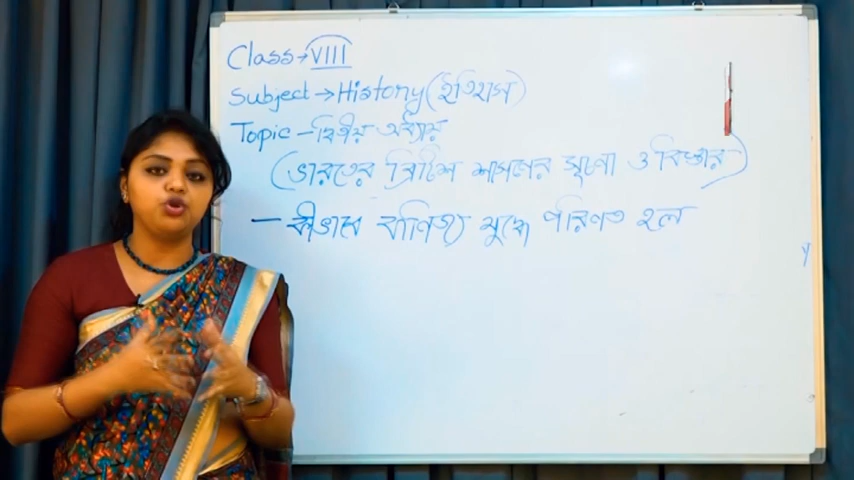 Class→VIII
Subject→History(ইতিহাস)
Topic-দ্বিতীয় অধ্যায়
(ভারতের ব্রিটিশ শাসনের সূচনা ও বিস্তার)
- কীভাবে বাণিজ্য যুদ্ধে পরিণত হল